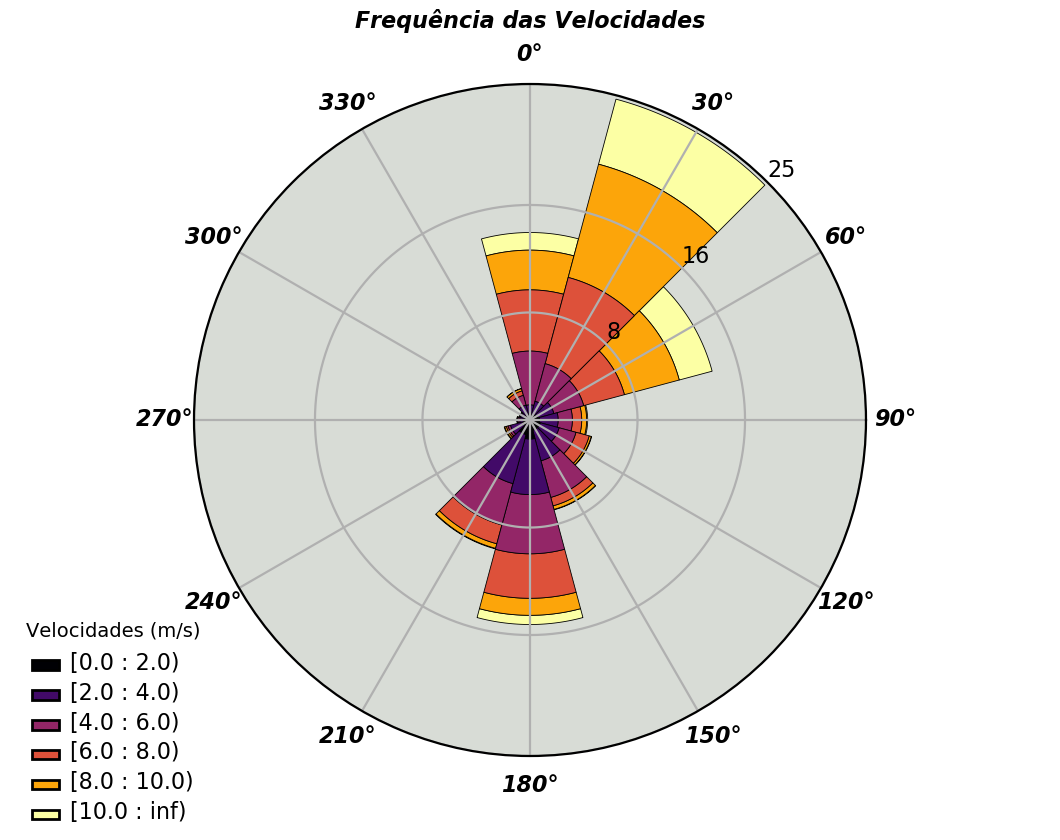 Frequência das Velocidades
0°
330°
30°
25
300°
60°
16
8
270°
90°
240°
120°
210°
150°
180°
Velocidades (m/s)
[0.0 : 2.0)
[2.0 : 4.0)
[4.0 : 6.0)
[6.0 : 8.0)
[8.0 : 10.0)
[10.0 : inf)